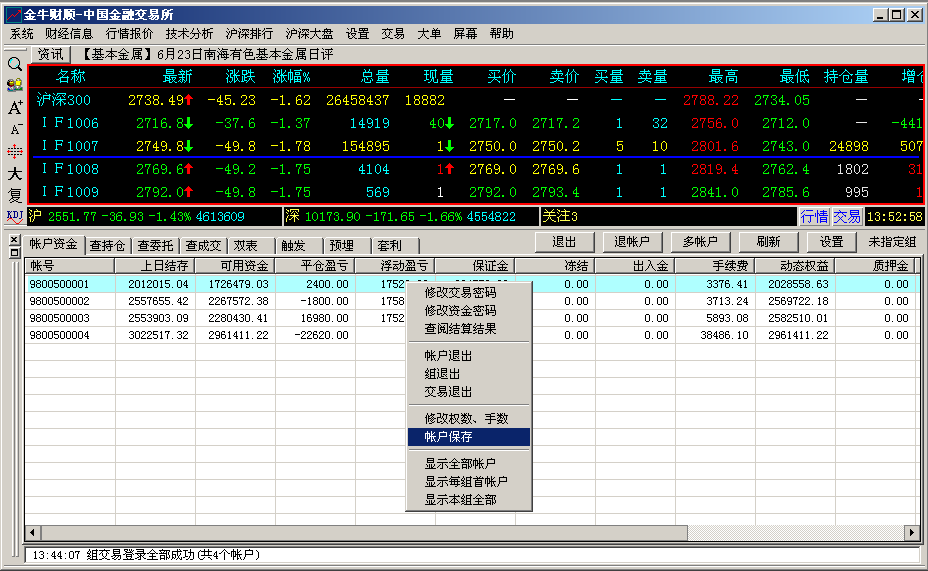 金牛财顺-中国金融交易所
系统 财经信息 行情报价 技术分析 沪深排行 沪深大盘 设置 交易 大单 屏幕 帮助
资讯 【基本金属】6月23日南海有色基本金属日评
名称 最新 涨跌 涨幅% 总量 现量 买价 卖价 买量 卖量 最高 最低 持仓量 增仓
沪深300 2738.49 -45.23 -1.62 26458437 18882 — — — — 2788.22 2734.05 — —
IF1006 2716.8 -37.6 -1.37 14919 40 2717.0 2717.2 1 32 2756.0 2712.0 — -441
IF1007 2749.8 -49.8 -1.78 154895 1 2750.0 2750.2 5 10 2801.6 2743.0 24898 507
IF1008 2769.6 -49.2 -1.75 4104 1 2769.0 2769.6 1 1 2819.4 2762.4 1802 31
IF1009 2792.0 -49.8 -1.75 569 1 2792.0 2793.4 1 1 2841.0 2785.6 995 1
A+
A-
大
复
KDJ
沪 2551.77 -36.93 -1.43% 4613609 深 10173.90 -171.65 -1.66% 4554822 关注3 行情 交易 13:52:58
帐户资金 查持仓 查委托 查成交 双表 触发 预埋 套利 退出 退帐户 多帐户 刷新 设置 未指定组
帐号 上日结存 可用资金 平仓盈亏 浮动盈亏 保证金 冻结 出入金 手续费 动态权益 质押金
9800500001 2012015.04 1726479.03 2400.00 1752 0.00 0.00 3376.41 2028558.63 0.00
9800500002 2557655.42 2267572.38 -1800.00 1758 0.00 0.00 3713.24 2569722.18 0.00
9800500003 2553903.09 2280430.41 16980.00 1752 0.00 0.00 5893.08 2582510.01 0.00
9800500004 3022517.32 2961411.22 -22620.00 0.00 0.00 38486.10 2961411.22 0.00
修改交易密码
修改资金密码
查阅结算结果
帐户退出
组退出
交易退出
修改权数、手数
帐户保存
显示全部帐户
显示每组首帐户
显示本组全部
13:44:07 组交易登录全部成功(共4个帐户)